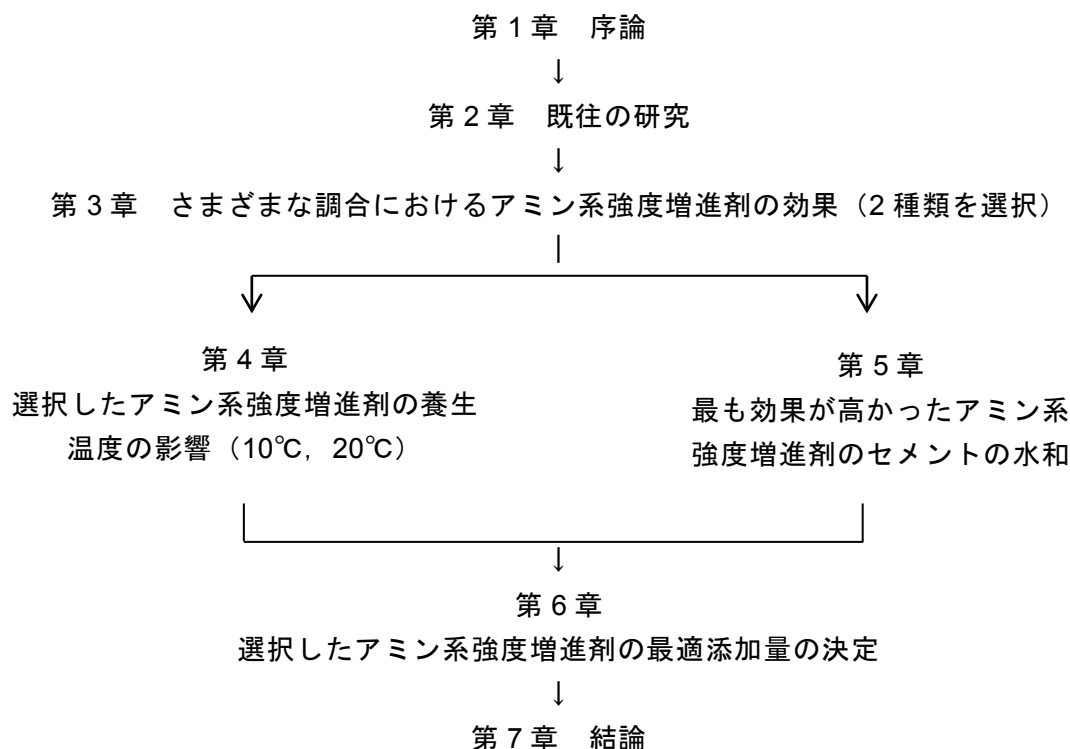 第 1 章　序論
↓
第 2 章　既往の研究
↓
第 3 章　さまざまな調合におけるアミン系強度増進剤の効果（2 種類を選択）
第 4 章
選択したアミン系強度増進剤の養生
温度の影響（10℃，20℃）
第 5 章
最も効果が高かったアミン系
強度増進剤のセメントの水和
↓
第 6 章
選択したアミン系強度増進剤の最適添加量の決定
↓
第 7 章　結論